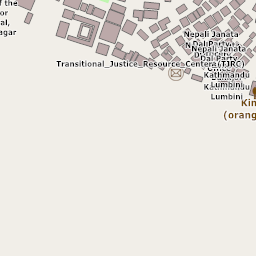 of the
or
al,
agar
Nepali Janata
Dal Party
Nepali Janata
Dal Party
Transitional_Justice_Resource_Centera(TJRC)
Kathmandu
Lumbini
Kathmandu
Lumbini
Kin
(orang